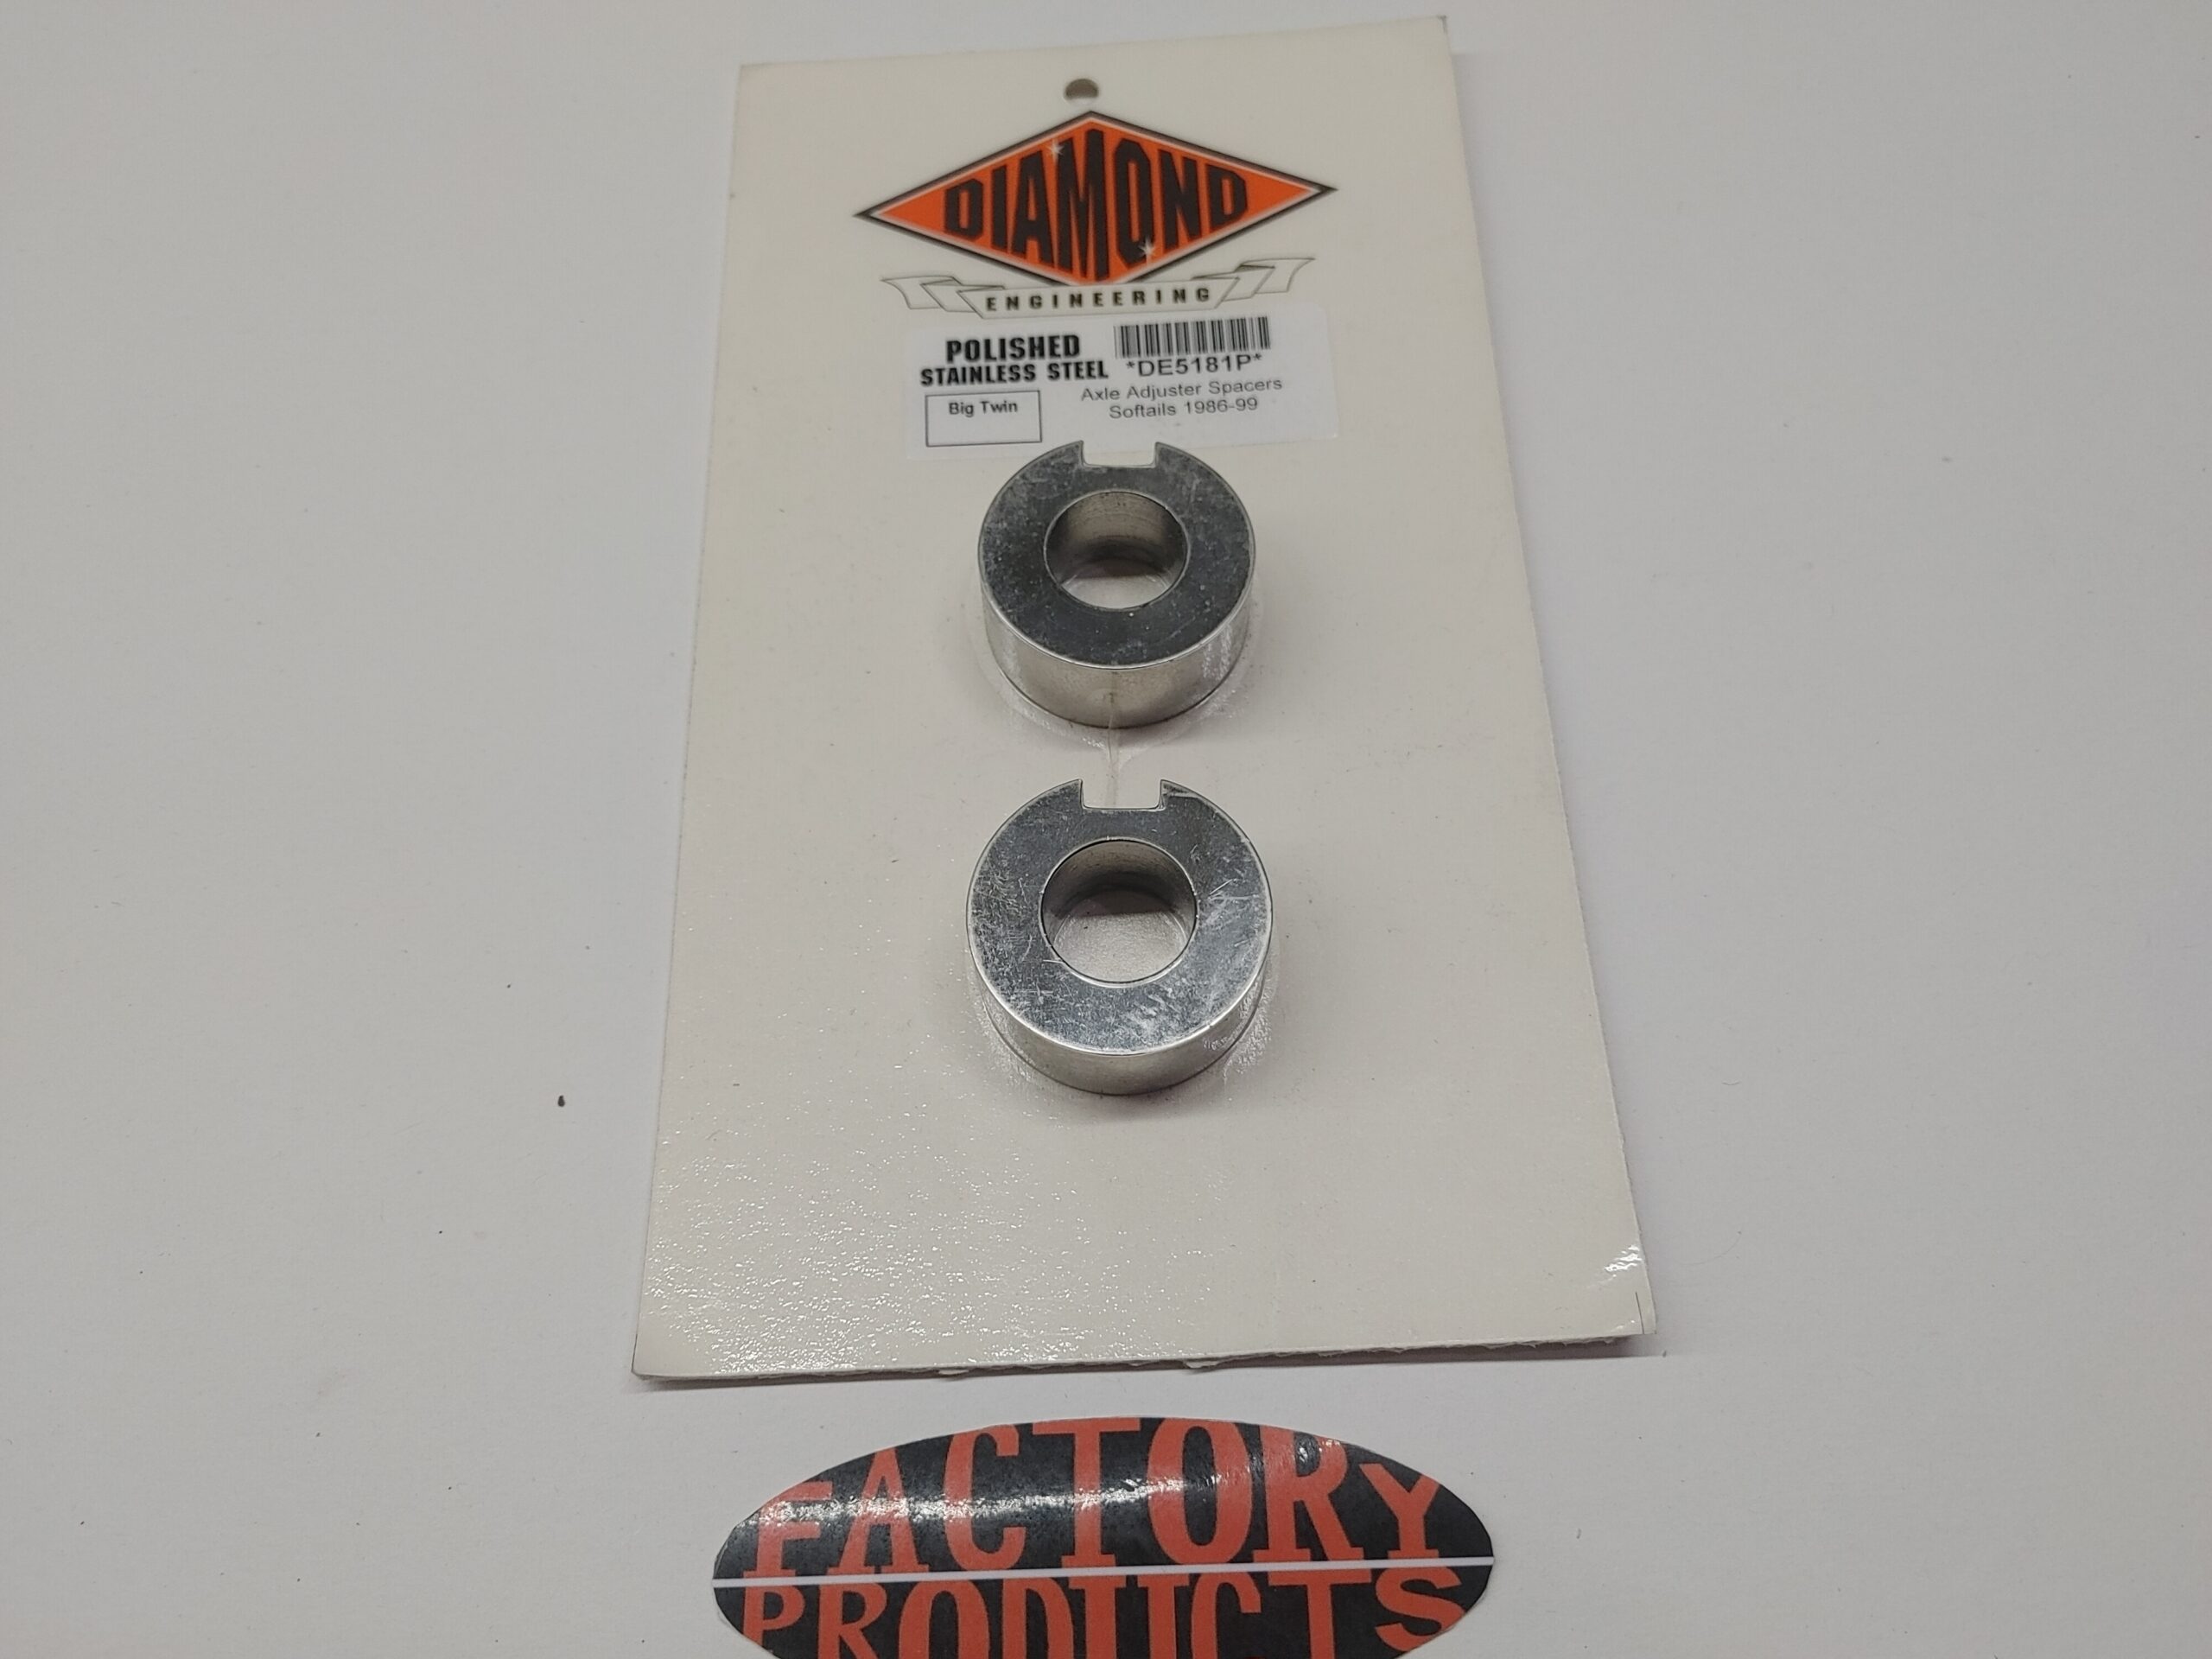 DIAMOND
ENGINEERING
POLISHED
STAINLESS STEEL
*DE5181P*
Big Twin
Axle Adjuster Spacers
Softails 1986-99
FACTORY
PRODUCTS